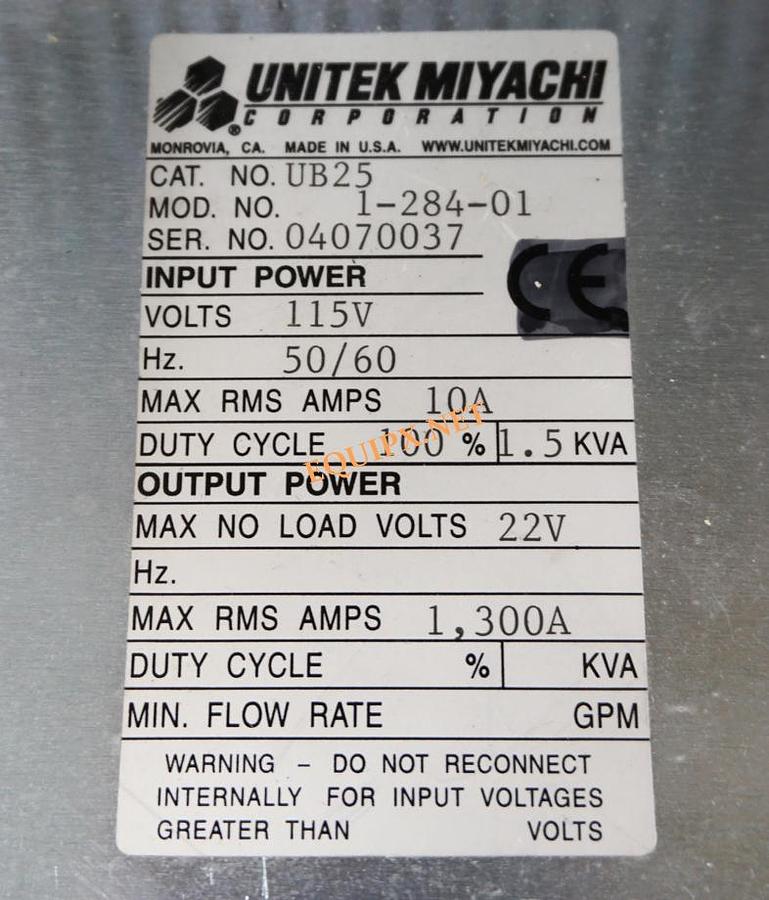 UNITEK MIYACHI
CORPORATION
MONROVIA, CA. MADE IN U.S.A. WWW.UNITEKMIYACHI.COM
CAT. NO. UB25
MOD. NO. 1-284-01
SER. NO. 04070037
CE
INPUT POWER
VOLTS 115V
Hz. 50/60
MAX RMS AMPS 10A
DUTY CYCLE 100 % 1.5 KVA
EQUIPX.NET
OUTPUT POWER
MAX NO LOAD VOLTS 22V
Hz.
MAX RMS AMPS 1,300A
DUTY CYCLE % KVA
MIN. FLOW RATE GPM
WARNING – DO NOT RECONNECT
INTERNALLY FOR INPUT VOLTAGES
GREATER THAN VOLTS